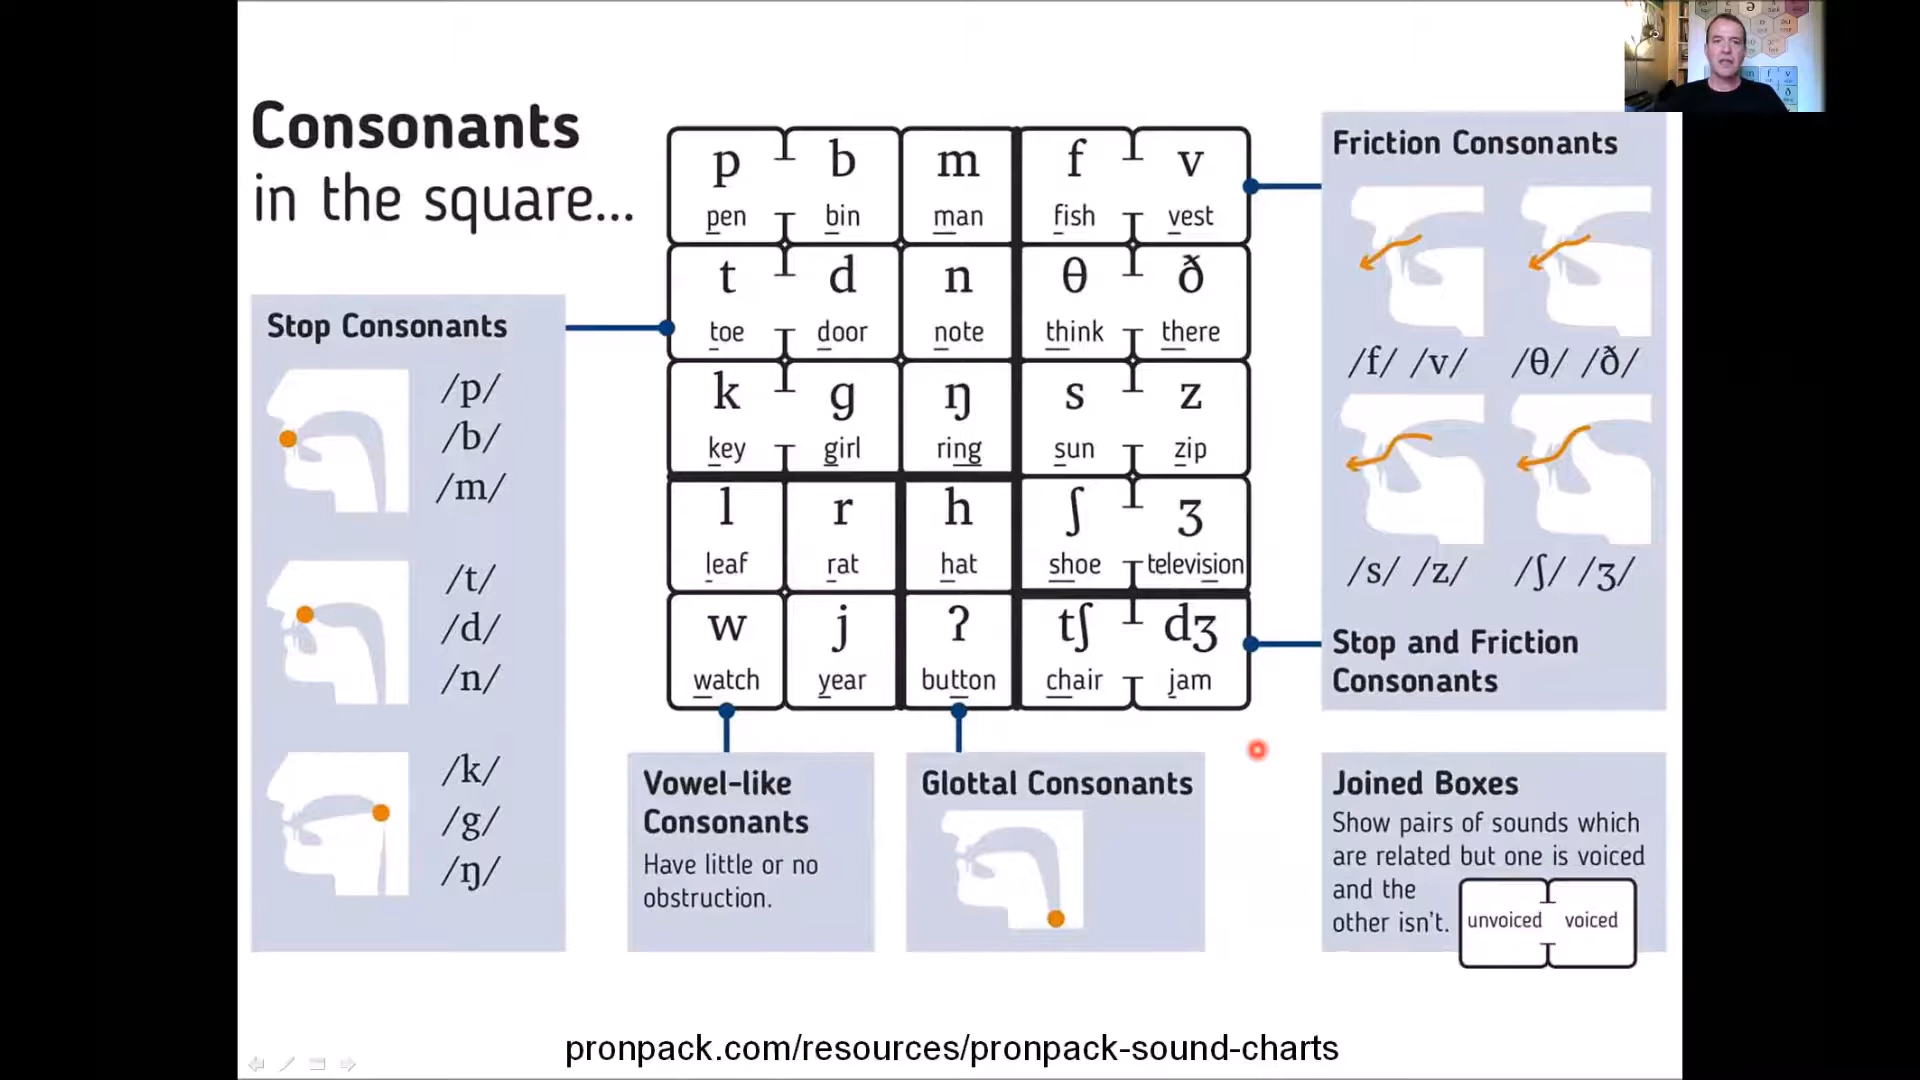 Consonants
in the square...
Stop Consonants
/p/
/b/
/m/
/t/
/d/
/n/
/k/
/g/
/ŋ/
p b m f v
pen bin man fish vest
t d n θ ð
toe door note think there
k g ŋ s z
key girl ring sun zip
l r h ʃ ʒ
leaf rat hat shoe television
w j ʔ tʃ dʒ
watch year button chair jam
Friction Consonants
/f/ /v/ /θ/ /ð/
/s/ /z/ /ʃ/ /ʒ/
Stop and Friction
Consonants
Vowel-like
Consonants
Have little or no
obstruction.
Glottal Consonants
Joined Boxes
Show pairs of sounds which
are related but one is voiced
and the
other isn't.
unvoiced voiced
pronpack.com/resources/pronpack-sound-charts